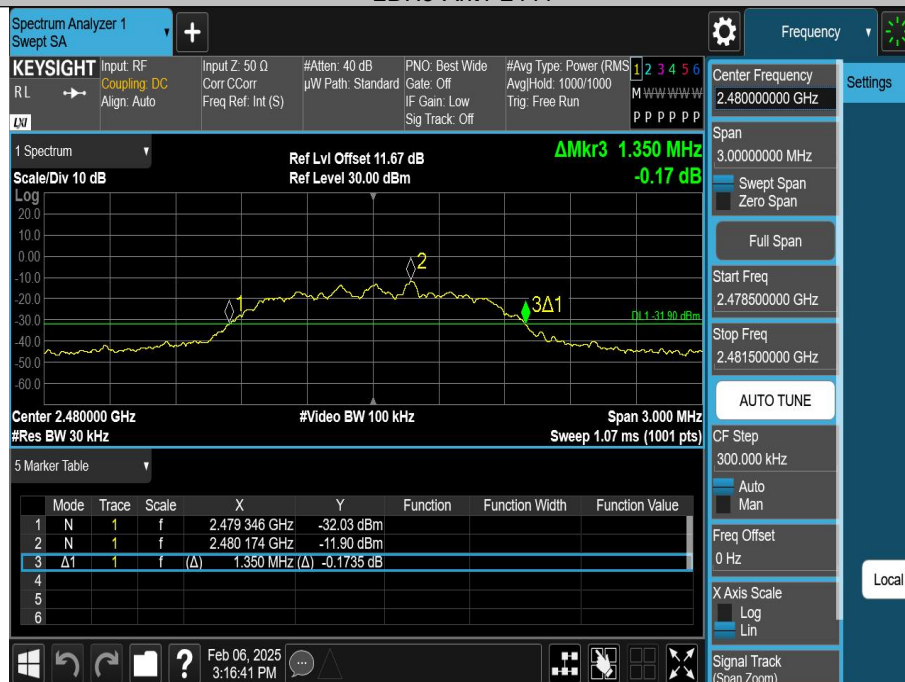 Spectrum Analyzer 1
Swept SA
+
Frequency
KEYSIGHT
RL
LXI
Input: RF
Coupling: DC
Align: Auto
Input Z: 50 Ω
Corr CCorr
Freq Ref: Int (S)
#Atten: 40 dB
µW Path: Standard
PNO: Best Wide
Gate: Off
IF Gain: Low
Sig Track: Off
#Avg Type: Power (RMS
Avg|Hold: 1000/1000
Trig: Free Run
1 2 3 4 5 6
M W W W W W
P P P P P P
1 Spectrum
Scale/Div 10 dB
Ref Lvl Offset 11.67 dB
Ref Level 30.00 dBm
ΔMkr3 1.350 MHz
-0.17 dB
Log
20.0
10.0
0.00
-10.0
-20.0
-30.0
-40.0
-50.0
-60.0
1
2
3Δ1
DL1 -31.90 dBm
Center 2.480000 GHz
#Video BW 100 kHz
Span 3.000 MHz
#Res BW 30 kHz
Sweep 1.07 ms (1001 pts)
5 Marker Table
Mode Trace Scale X Y Function Function Width Function Value
1 N 1 f 2.479 346 GHz -32.03 dBm
2 N 1 f 2.480 174 GHz -11.90 dBm
3 Δ1 1 f (Δ) 1.350 MHz (Δ) -0.1735 dB
4
5
6
?
Feb 06, 2025
3:16:41 PM
Center Frequency
2.480000000 GHz
Settings
Span
3.00000000 MHz
Swept Span
Zero Span
Full Span
Start Freq
2.478500000 GHz
Stop Freq
2.481500000 GHz
AUTO TUNE
CF Step
300.000 kHz
Auto
Man
Freq Offset
0 Hz
Local
X Axis Scale
Log
Lin
Signal Track
(Span Zoom)